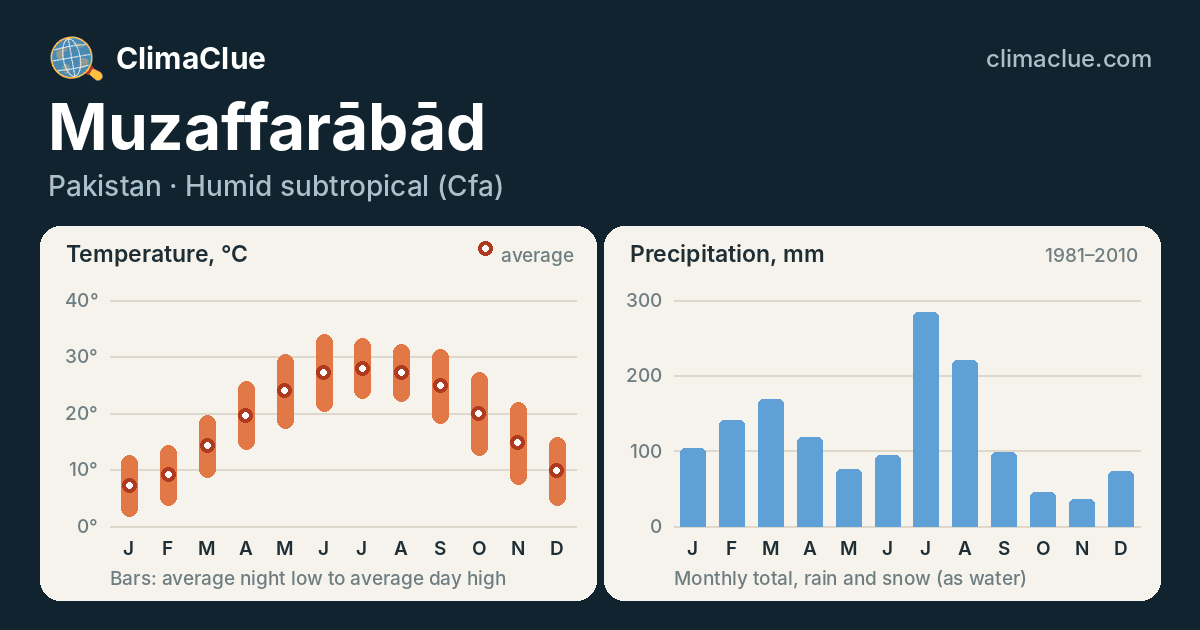 ClimaClue
climaclue.com
Muzaffarābād
Pakistan · Humid subtropical (Cfa)
Temperature, °C
average
40°
30°
20°
10°
0°
J F M A M J J A S O N D
Bars: average night low to average day high
Precipitation, mm
1981–2010
300
200
100
0
J F M A M J J A S O N D
Monthly total, rain and snow (as water)